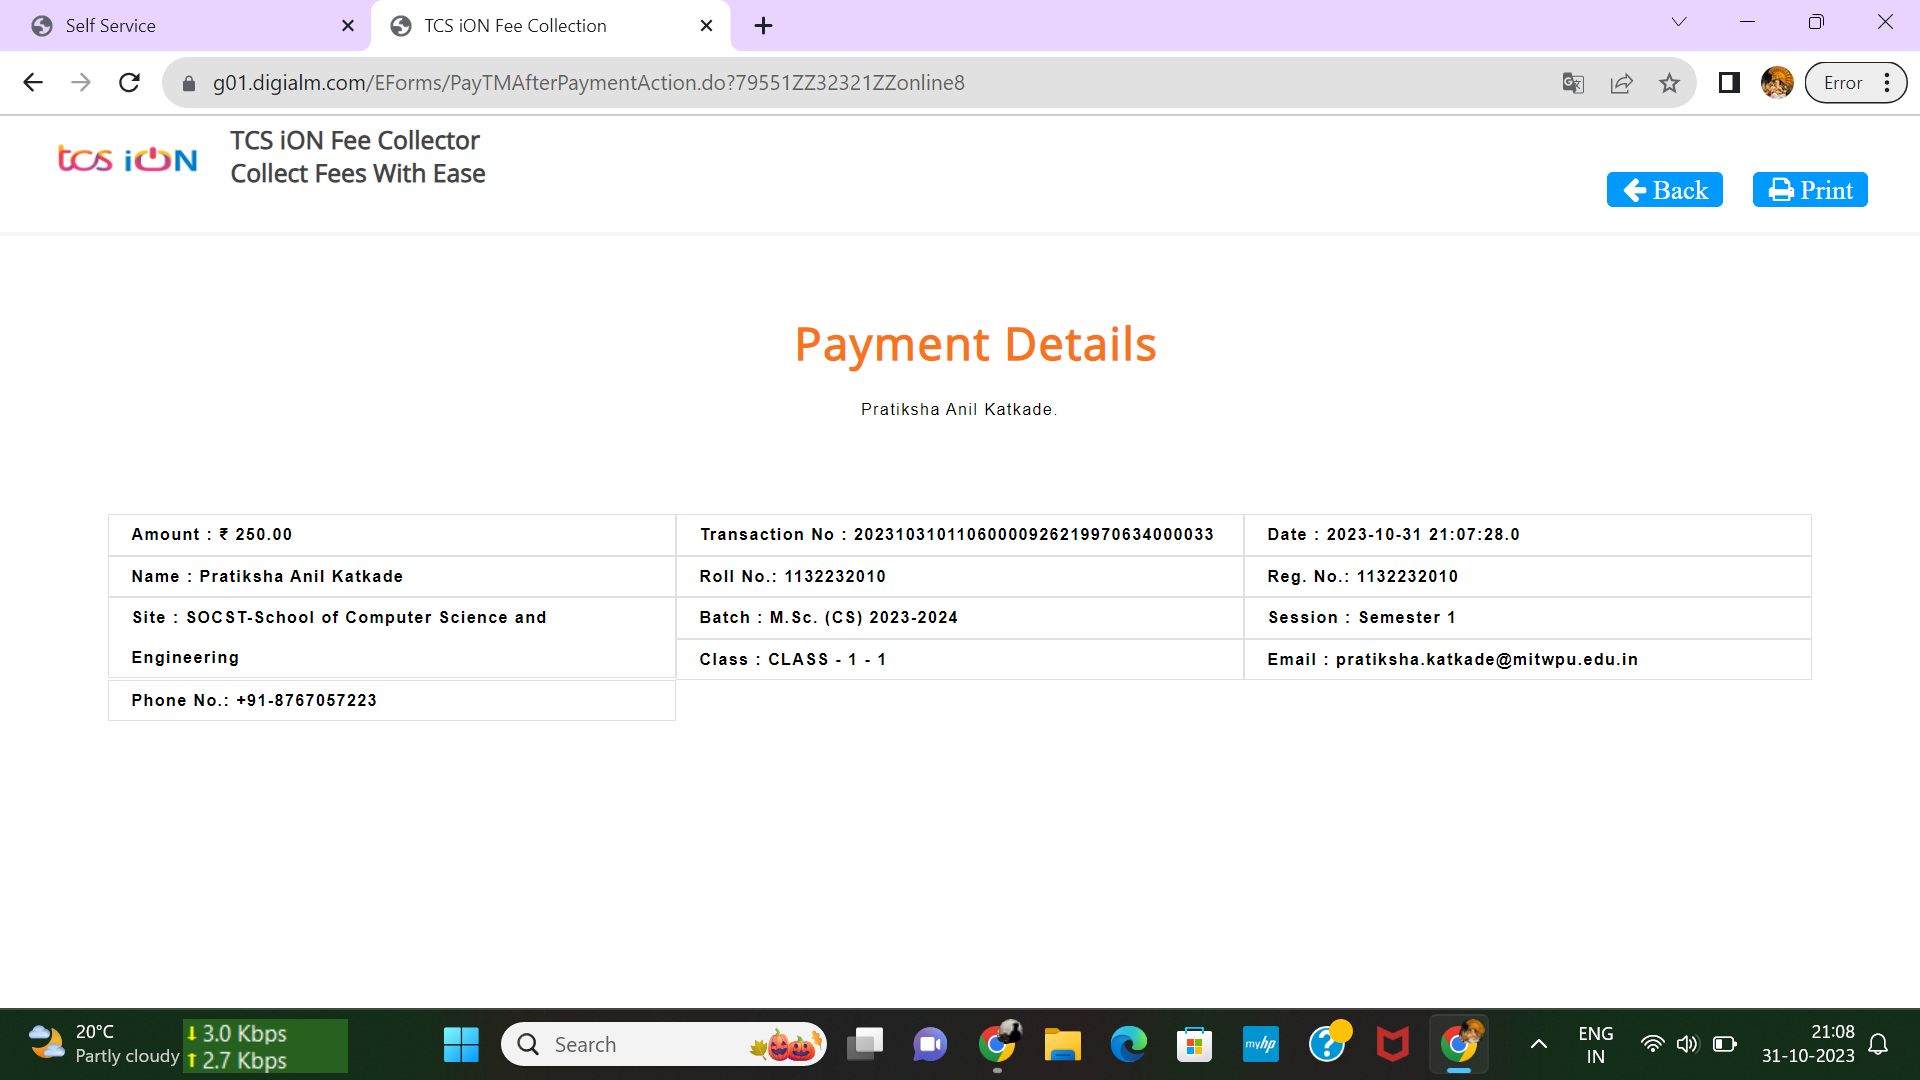 Self Service
TCS iON Fee Collection
g01.digialm.com/EForms/PayTMAfterPaymentAction.do?79551ZZ32321ZZonline8
Error
tcs iON
TCS iON Fee Collector
Collect Fees With Ease
Back
Print
Payment Details
Pratiksha Anil Katkade.
Amount : ₹ 250.00
Transaction No : 20231031011060000926219970634000033
Date : 2023-10-31 21:07:28.0
Name : Pratiksha Anil Katkade
Roll No.: 1132232010
Reg. No.: 1132232010
Site : SOCST-School of Computer Science and
Engineering
Batch : M.Sc. (CS) 2023-2024
Session : Semester 1
Class : CLASS - 1 - 1
Email : pratiksha.katkade@mitwpu.edu.in
Phone No.: +91-8767057223
20°C
Partly cloudy
3.0 Kbps
2.7 Kbps
Search
myhp
ENG
IN
21:08
31-10-2023